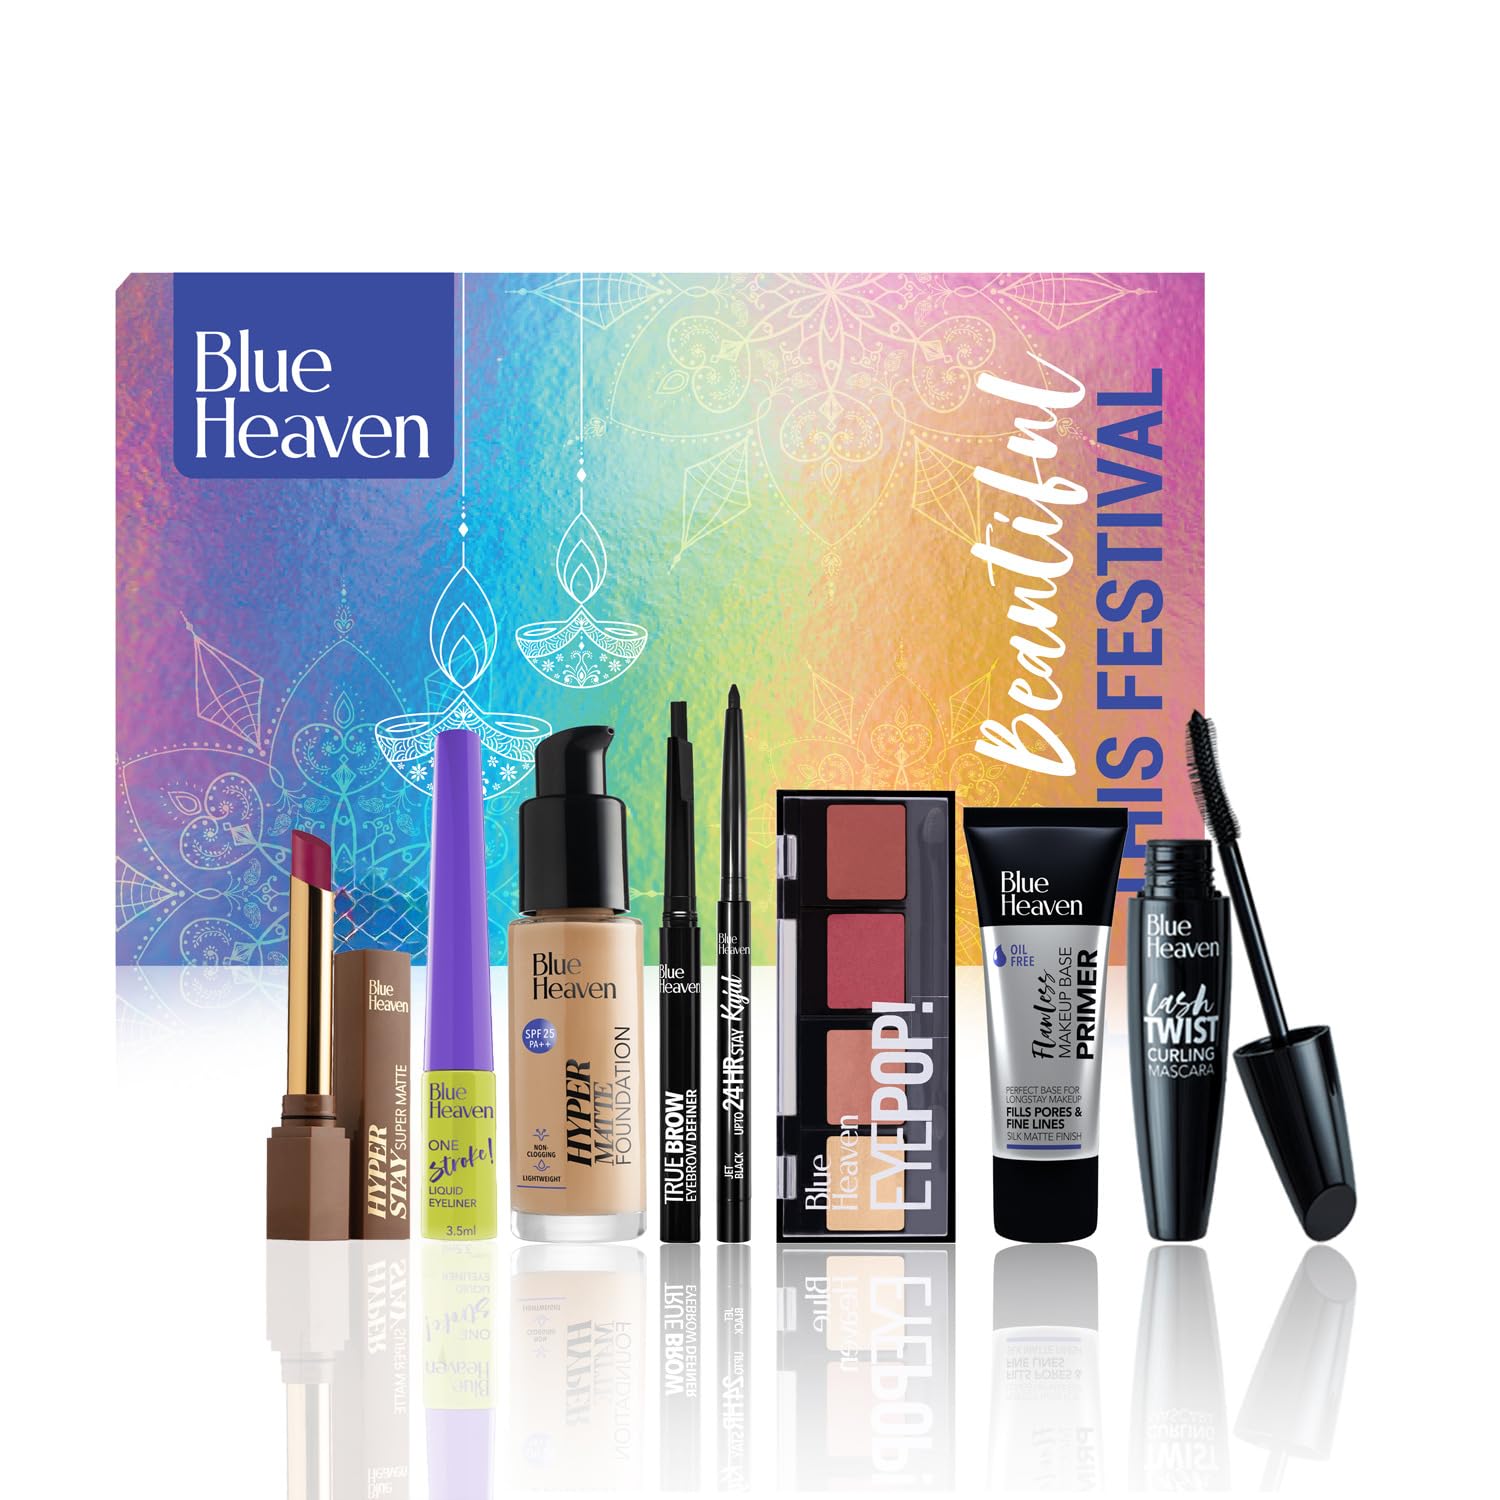 Blue
Heaven
Beautiful
THIS FESTIVAL
Blue
Heaven
HYPER
STAY
SUPER MATTE
Blue
Heaven
ONE
stroke!
LIQUID
EYELINER
3.5ml
Blue
Heaven
SPF 25
PA++
HYPER
MATTE
FOUNDATION
NON-
CLOGGING
LIGHTWEIGHT
Blue
Heaven
TRUE BROW
EYEBROW DEFINER
Blue
Heaven
UPTO 24HR STAY Kajal
JET
BLACK
Blue
Heaven
EYEPOP!
Blue
Heaven
OIL
FREE
Flawless
MAKEUP BASE
PRIMER
PERFECT BASE FOR
LONGSTAY MAKEUP
FILLS PORES &
FINE LINES
SILK MATTE FINISH
Blue
Heaven
lash
TWIST
CURLING
MASCARA